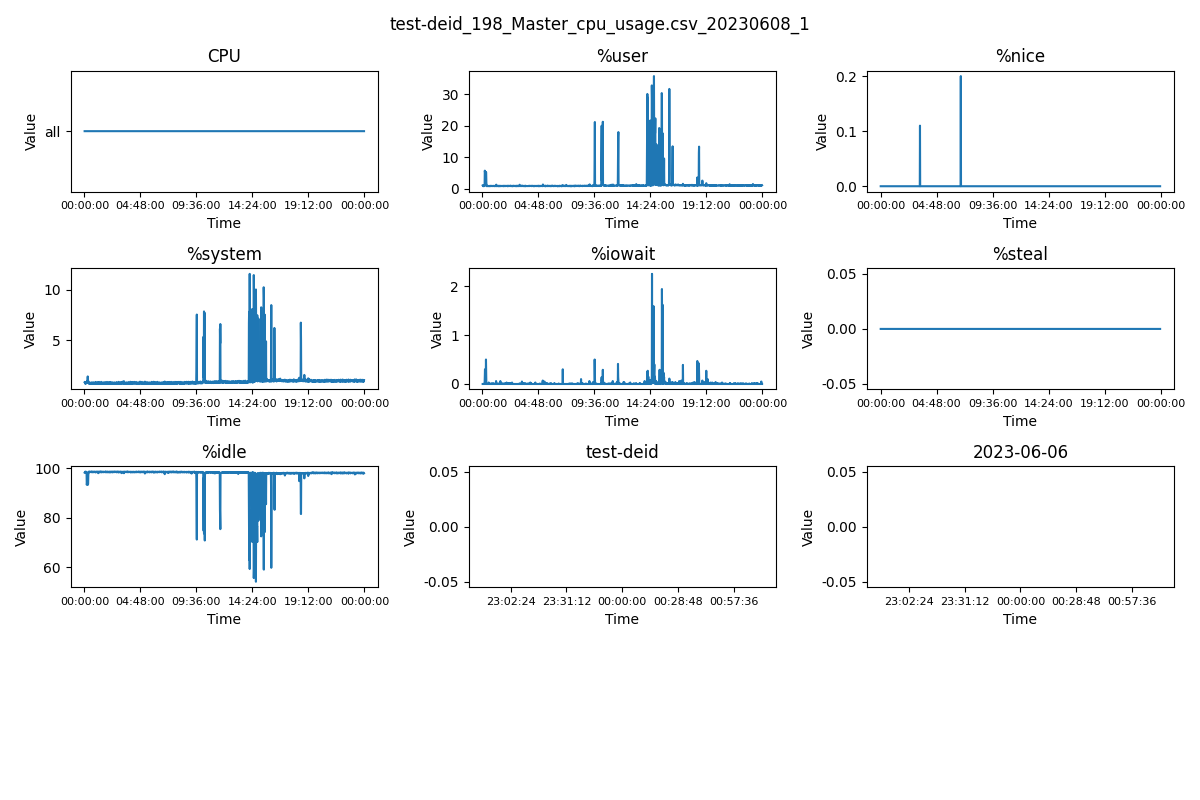 test-deid_198_Master_cpu_usage.csv_20230608_1
CPU
Value
all
00:00:00 04:48:00 09:36:00 14:24:00 19:12:00 00:00:00
Time
%user
Value
30
20
10
0
00:00:00 04:48:00 09:36:00 14:24:00 19:12:00 00:00:00
Time
%nice
Value
0.2
0.1
0.0
00:00:00 04:48:00 09:36:00 14:24:00 19:12:00 00:00:00
Time
%system
Value
10
5
00:00:00 04:48:00 09:36:00 14:24:00 19:12:00 00:00:00
Time
%iowait
Value
2
1
0
00:00:00 04:48:00 09:36:00 14:24:00 19:12:00 00:00:00
Time
%steal
Value
0.05
0.00
-0.05
00:00:00 04:48:00 09:36:00 14:24:00 19:12:00 00:00:00
Time
%idle
Value
100
80
60
00:00:00 04:48:00 09:36:00 14:24:00 19:12:00 00:00:00
Time
test-deid
Value
0.05
0.00
-0.05
23:02:24 23:31:12 00:00:00 00:28:48 00:57:36
Time
2023-06-06
Value
0.05
0.00
-0.05
23:02:24 23:31:12 00:00:00 00:28:48 00:57:36
Time